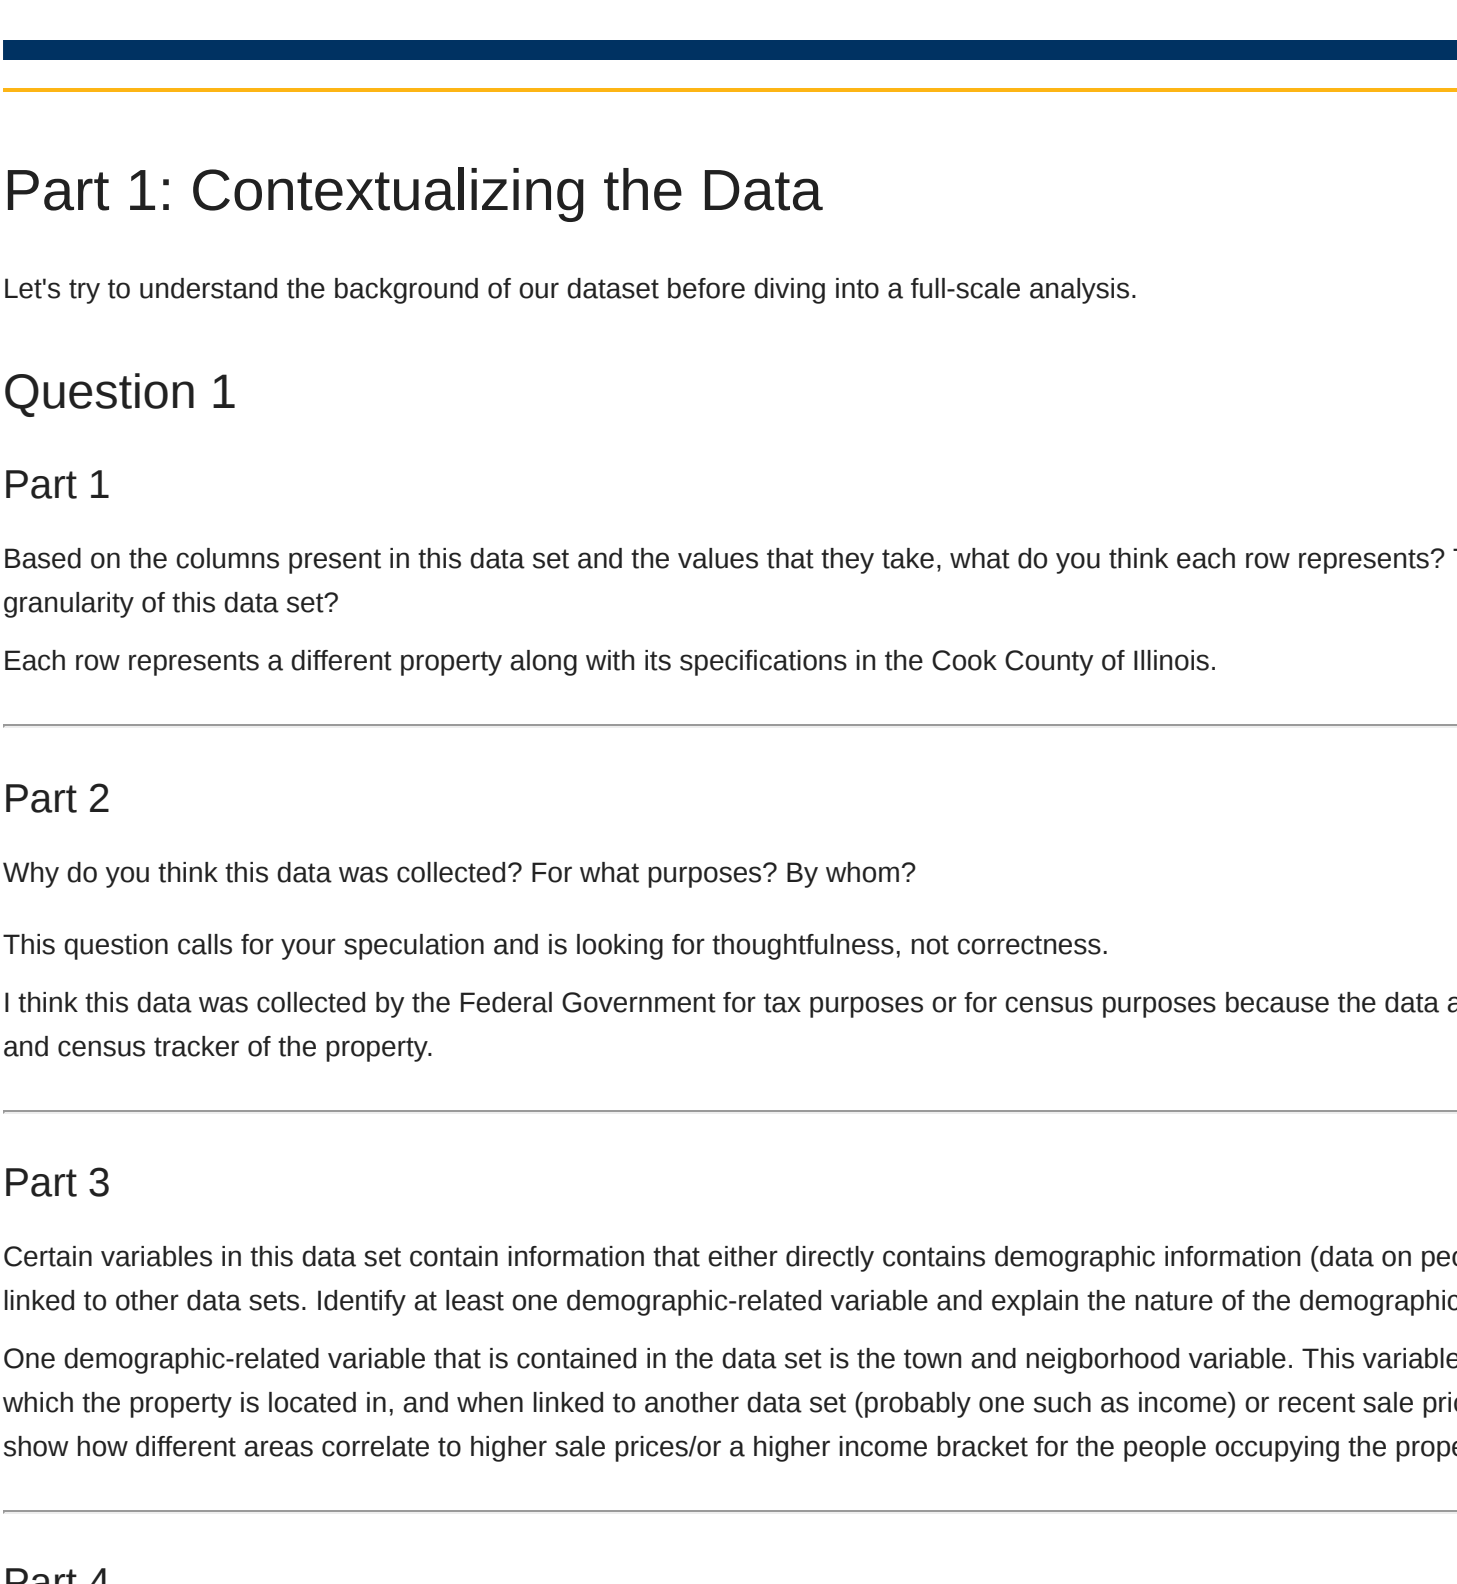 Part 1: Contextualizing the Data
Let's try to understand the background of our dataset before diving into a full-scale analysis.
Question 1
Part 1
Based on the columns present in this data set and the values that they take, what do you think each row represents?
granularity of this data set?
Each row represents a different property along with its specifications in the Cook County of Illinois.
Part 2
Why do you think this data was collected? For what purposes? By whom?
This question calls for your speculation and is looking for thoughtfulness, not correctness.
I think this data was collected by the Federal Government for tax purposes or for census purposes because the data
and census tracker of the property.
Part 3
Certain variables in this data set contain information that either directly contains demographic information (data on
linked to other data sets. Identify at least one demographic-related variable and explain the nature of the demographic
One demographic-related variable that is contained in the data set is the town and neigborhood variable. This variable
which the property is located in, and when linked to another data set (probably one such as income) or recent sale
show how different areas correlate to higher sale prices/or a higher income bracket for the people occupying the
Part 4